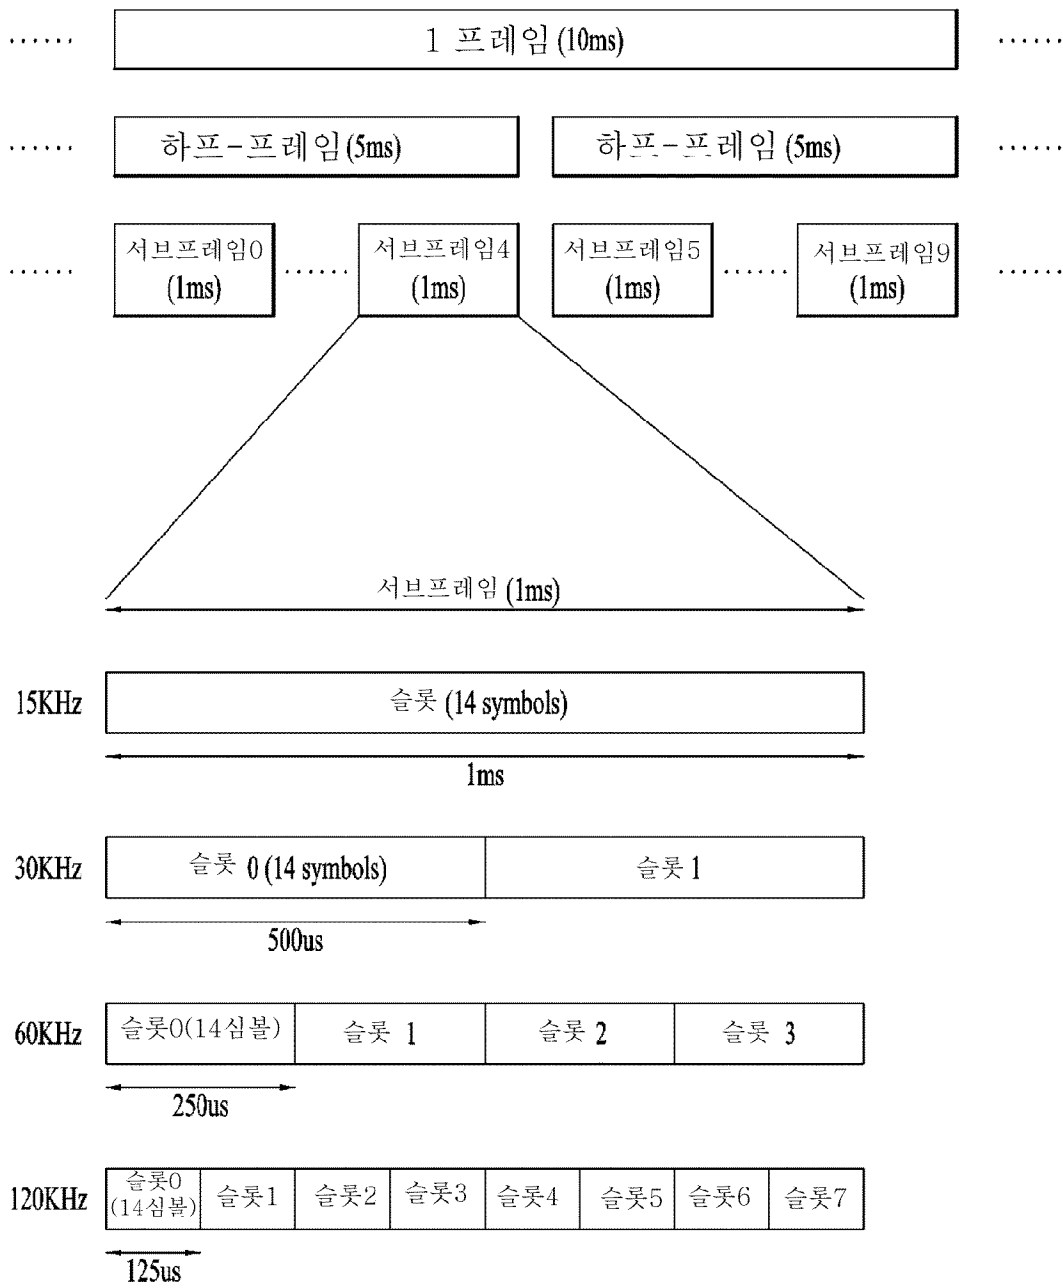 ...... 1 프레임 (10ms) ......
...... 하프-프레임 (5ms) 하프-프레임 (5ms) ......
서브프레임0 서브프레임4 서브프레임5 서브프레임9
...... (1ms) ...... (1ms) (1ms) ...... (1ms) ......
서브프레임 (1ms)
15KHz 슬롯 (14 symbols)
1ms
30KHz 슬롯 0 (14 symbols) 슬롯 1
500us
60KHz 슬롯0(14심볼) 슬롯 1 슬롯 2 슬롯 3
250us
120KHz 슬롯0 (14심볼) 슬롯1 슬롯2 슬롯3 슬롯4 슬롯5 슬롯6 슬롯7
125us